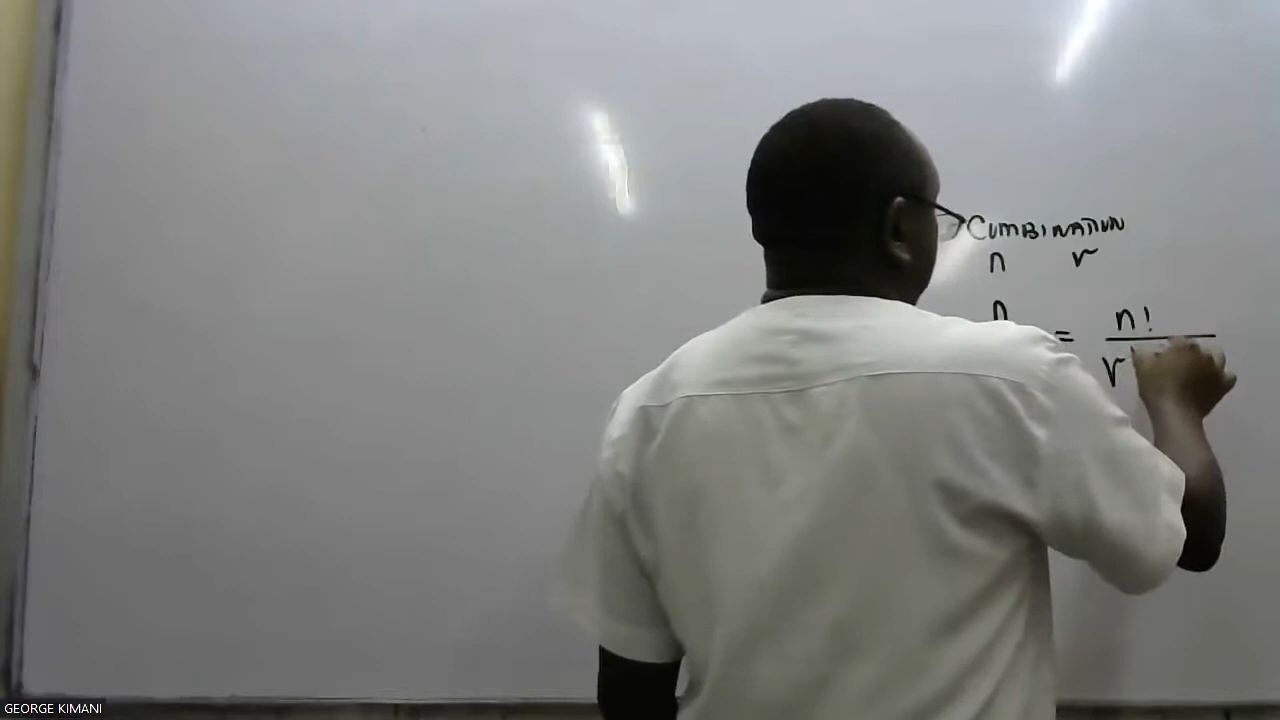 COMBINATION
n r
n = n!
r
GEORGE KIMANI